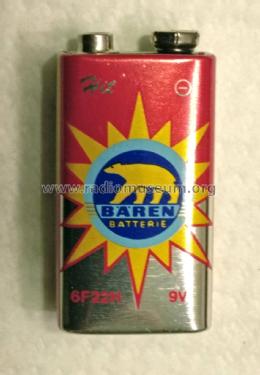 Hit
⊖
www.radiomuseum.org
BÄREN
BATTERIE
6F22H 9V